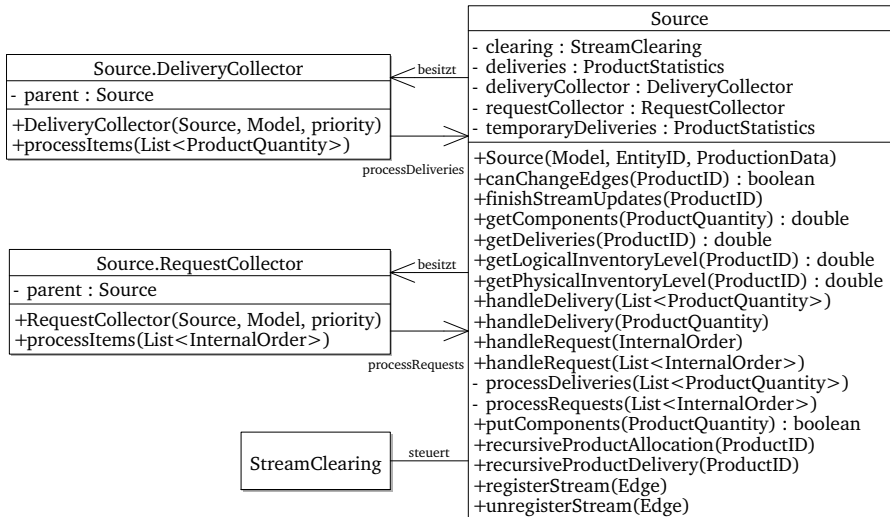 Source.DeliveryCollector
- parent : Source
+DeliveryCollector(Source, Model, priority)
+processItems(List<ProductQuantity>)
besitzt
processDeliveries
Source.RequestCollector
- parent : Source
+RequestCollector(Source, Model, priority)
+processItems(List<InternalOrder>)
besitzt
processRequests
StreamClearing
steuert
Source
- clearing : StreamClearing
- deliveries : ProductStatistics
- deliveryCollector : DeliveryCollector
- requestCollector : RequestCollector
- temporaryDeliveries : ProductStatistics
+Source(Model, EntityID, ProductionData)
+canChangeEdges(ProductID) : boolean
+finishStreamUpdates(ProductID)
+getComponents(ProductQuantity) : double
+getDeliveries(ProductID) : double
+getLogicalInventoryLevel(ProductID) : double
+getPhysicalInventoryLevel(ProductID) : double
+handleDelivery(List<ProductQuantity>)
+handleDelivery(ProductQuantity)
+handleRequest(InternalOrder)
+handleRequest(List<InternalOrder>)
- processDeliveries(List<ProductQuantity>)
- processRequests(List<InternalOrder>)
+putComponents(ProductQuantity) : boolean
+recursiveProductAllocation(ProductID)
+recursiveProductDelivery(ProductID)
+registerStream(Edge)
+unregisterStream(Edge)